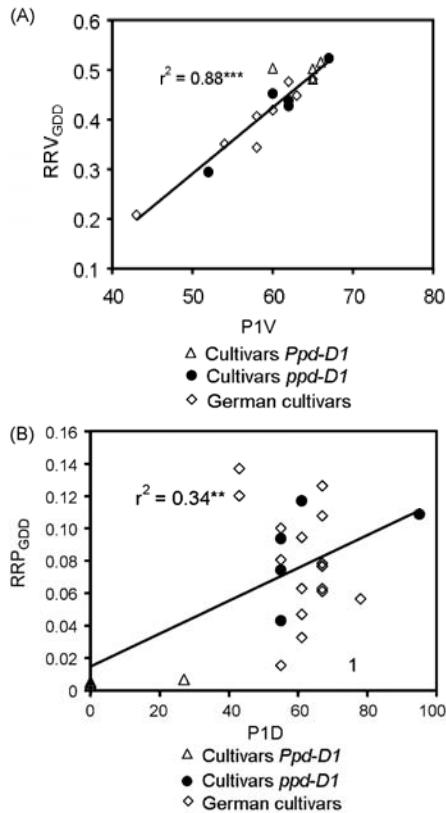 (A)
0.6
0.5
0.4
0.3
0.2
0.1
RRV_GDD
r² = 0.88***
40 50 60 70 80
P1V
△ Cultivars Ppd-D1
● Cultivars ppd-D1
◇ German cultivars
(B)
0.16
0.14
0.12
0.10
0.08
0.06
0.04
0.02
0
RRP_GDD
r² = 0.34**
1
0 20 40 60 80 100
P1D
△ Cultivars Ppd-D1
● Cultivars ppd-D1
◇ German cultivars